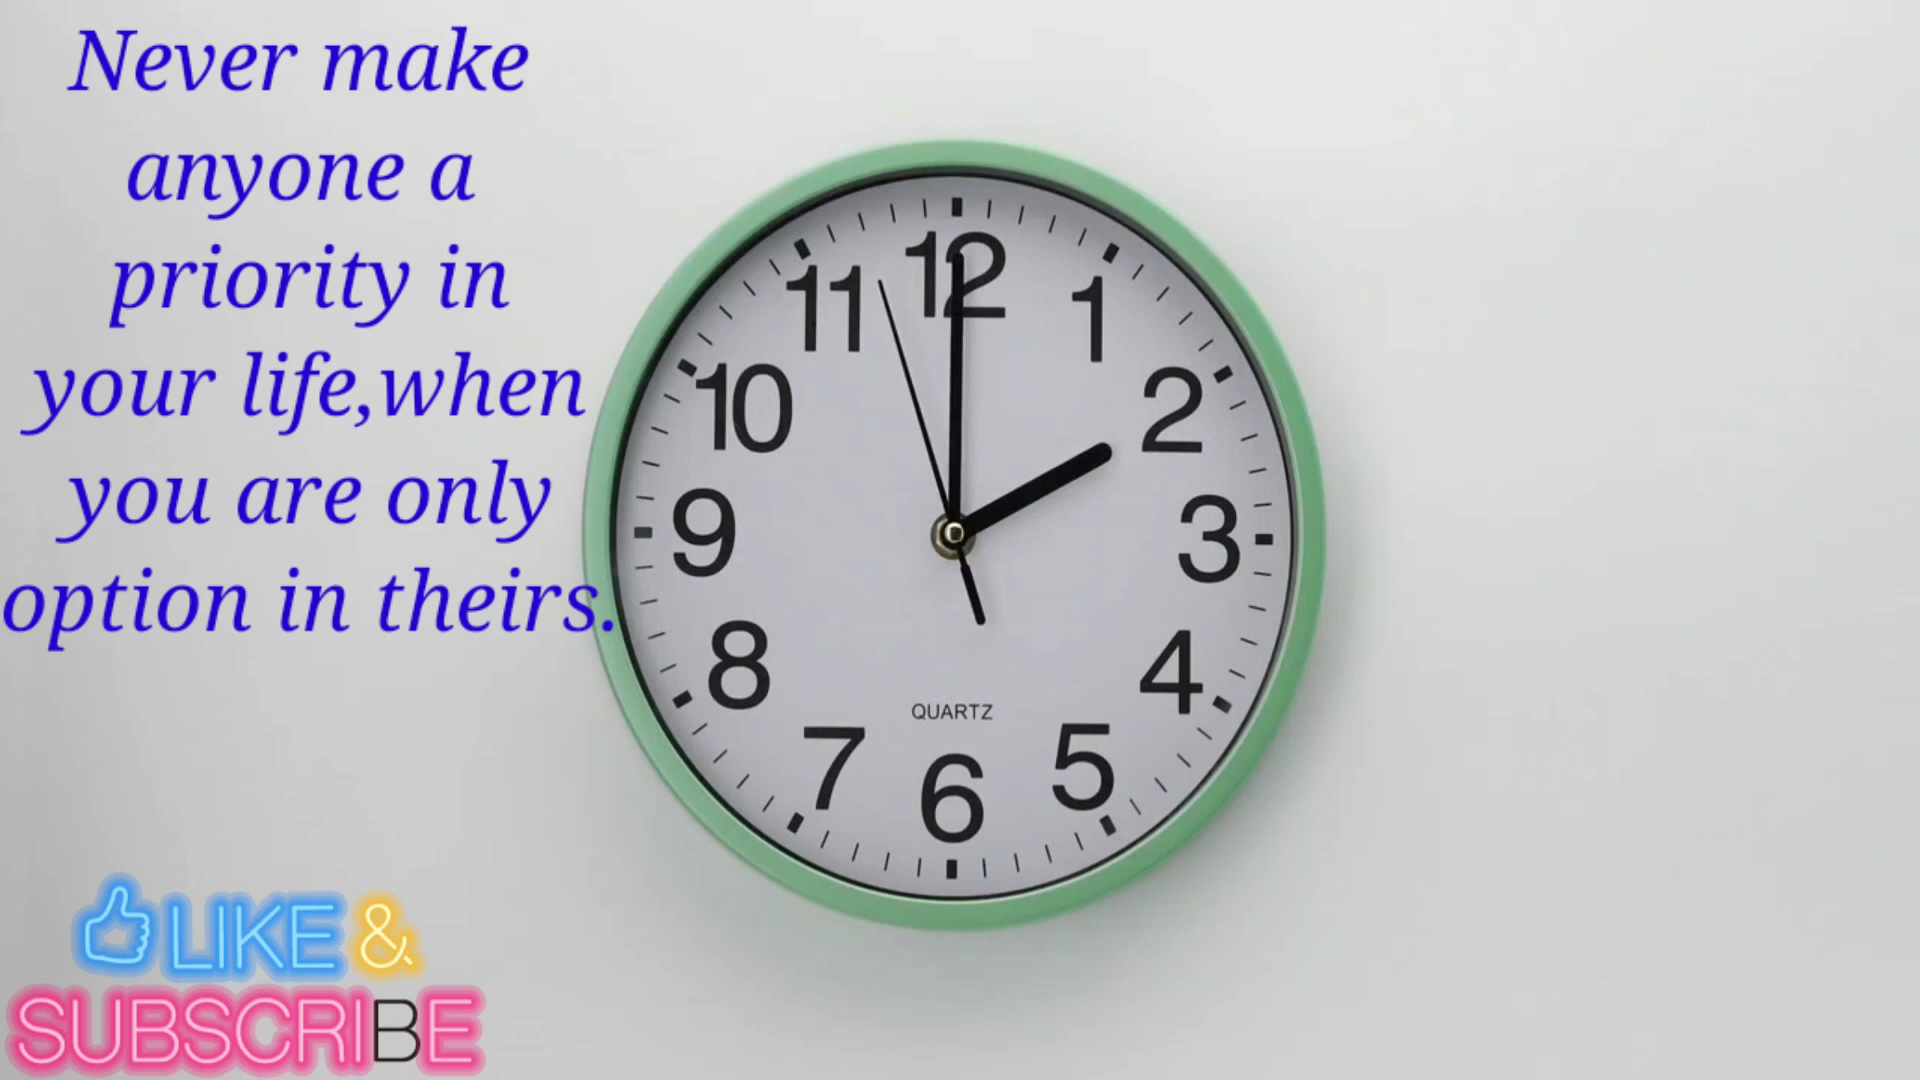 Never make
anyone a
priority in
your life,when
you are only
option in theirs.
12
11
1
10
2
9
3
8
4
QUARTZ
7
5
6
LIKE &
SUBSCRIBE